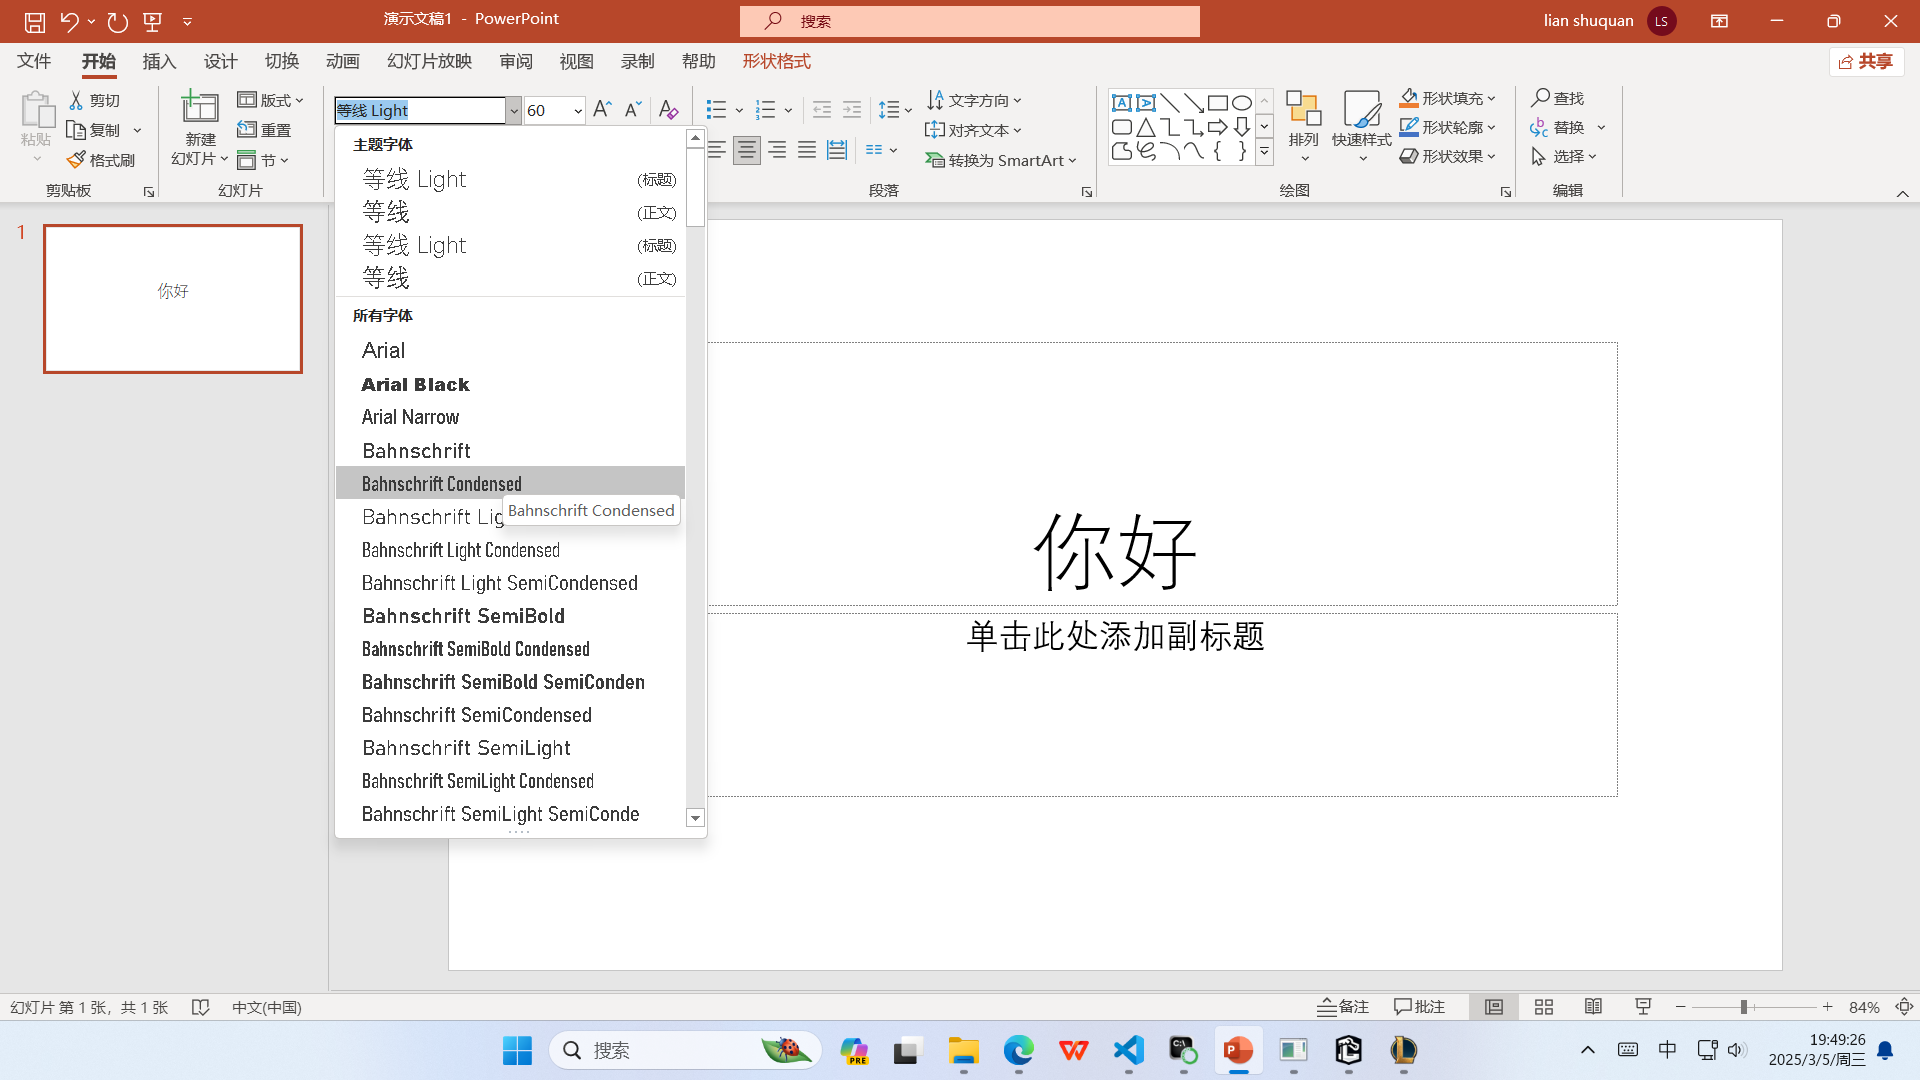 演示文稿1 - PowerPoint
搜索
lian shuquan
LS
文件 开始 插入 设计 切换 动画 幻灯片放映 审阅 视图 录制 帮助 形状格式
共享
粘贴
剪切
复制
格式刷
剪贴板
新建
幻灯片
版式
重置
节
幻灯片
等线 Light
60
文字方向
对齐文本
转换为 SmartArt
段落
排列
快速样式
形状填充
形状轮廓
形状效果
绘图
查找
替换
选择
编辑
主题字体
等线 Light (标题)
等线 (正文)
等线 Light (标题)
等线 (正文)
所有字体
Arial
Arial Black
Arial Narrow
Bahnschrift
Bahnschrift Condensed
Bahnschrift Condensed
Bahnschrift Lig
Bahnschrift Light Condensed
Bahnschrift Light SemiCondensed
Bahnschrift SemiBold
Bahnschrift SemiBold Condensed
Bahnschrift SemiBold SemiConden
Bahnschrift SemiCondensed
Bahnschrift SemiLight
Bahnschrift SemiLight Condensed
Bahnschrift SemiLight SemiConde
1
你好
你好
单击此处添加副标题
幻灯片 第 1 张，共 1 张
中文(中国)
备注
批注
84%
搜索
PRE
中
19:49:26
2025/3/5/周三